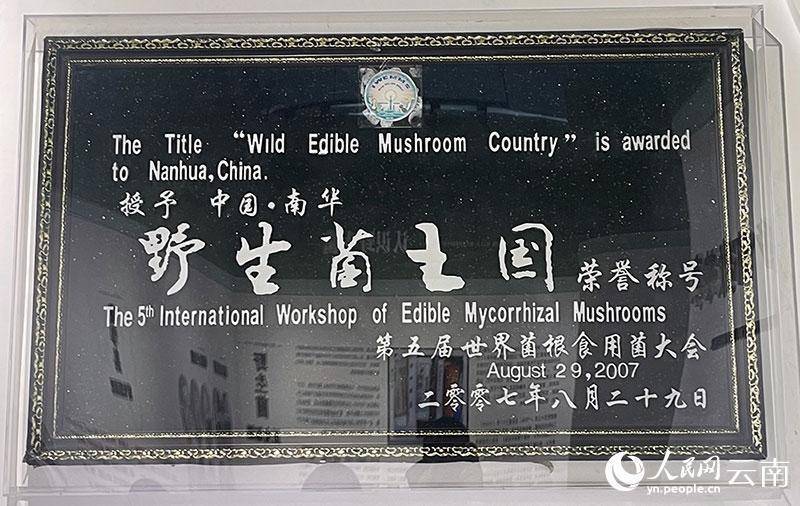 IWEMM5
The Title “Wild Edible Mushroom Country” is awarded
to Nanhua,China.
授予 中国·南华
野生菌王国 荣誉称号
The 5th International Workshop of Edible Mycorrhizal Mushrooms
第五届世界菌根食用菌大会
August 29,2007
二零零七年八月二十九日
人民网 云南
yn.people.cn